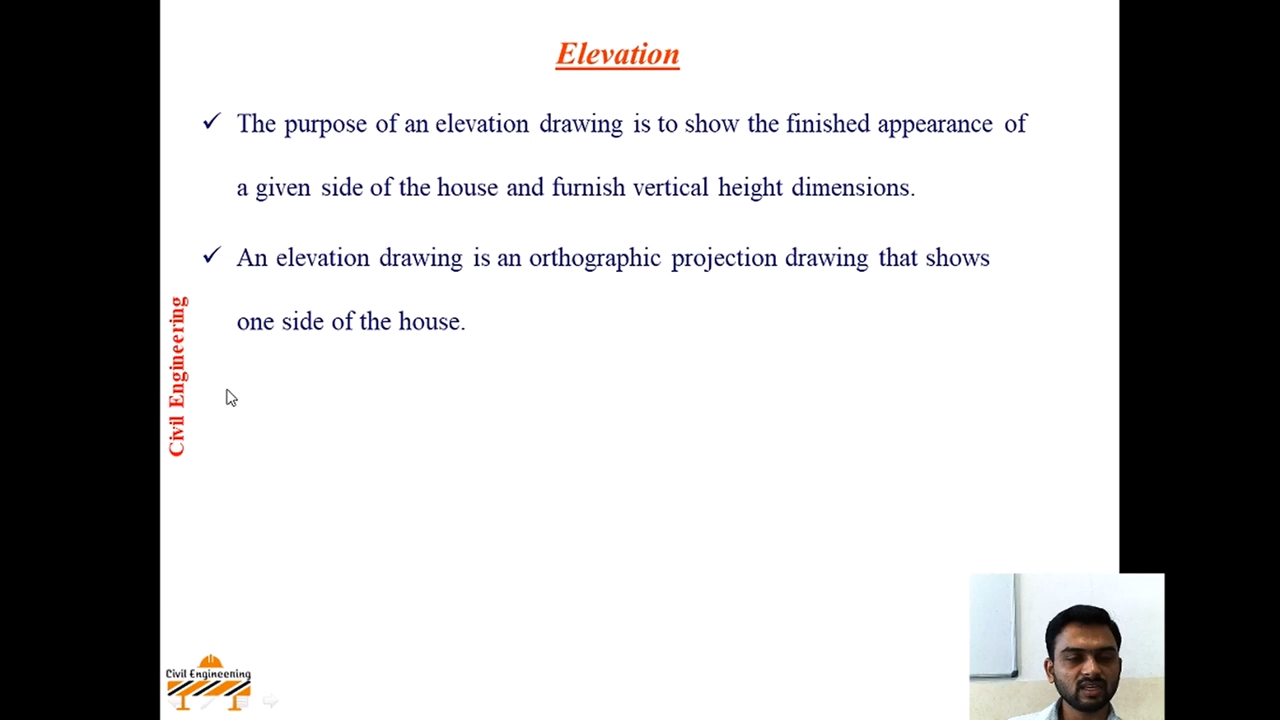 Elevation
✓ The purpose of an elevation drawing is to show the finished appearance of
a given side of the house and furnish vertical height dimensions.
✓ An elevation drawing is an orthographic projection drawing that shows
one side of the house.
Civil Engineering
Civil Engineering